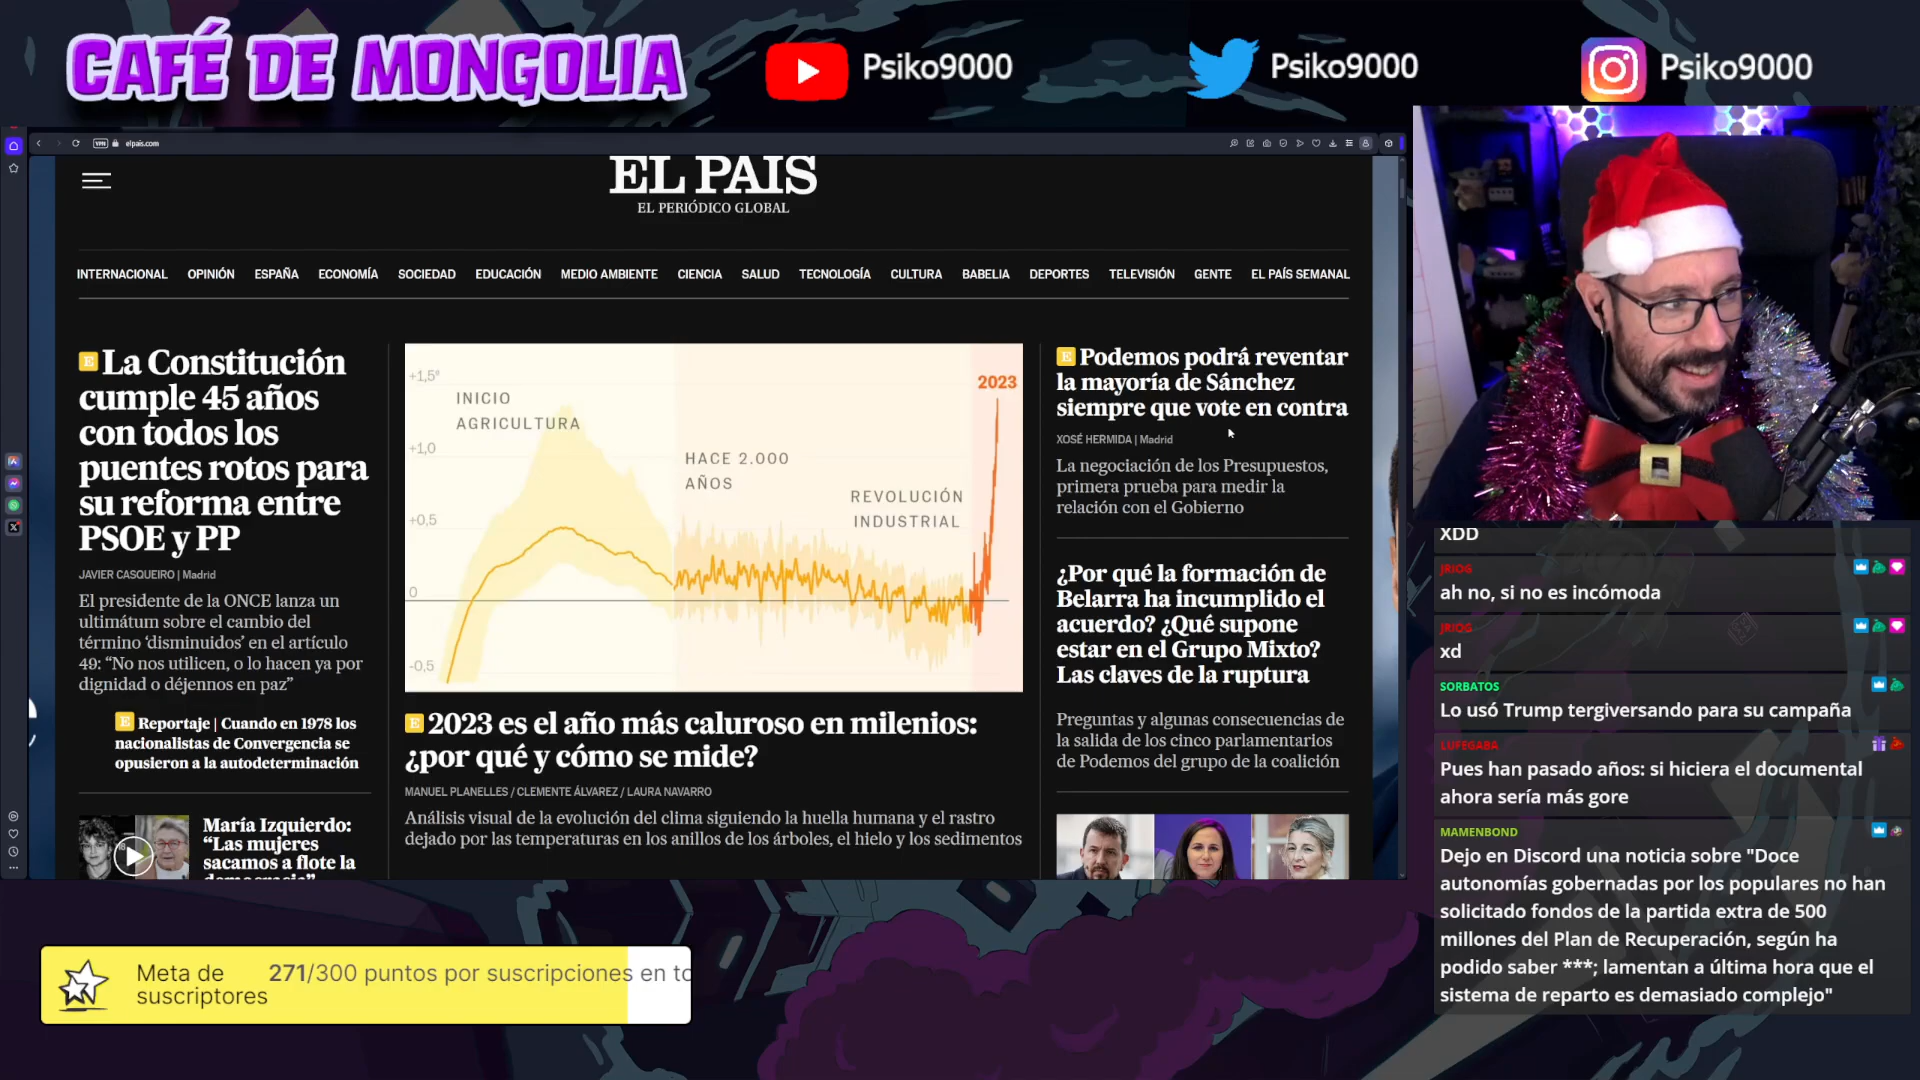 CAFÉ DE MONGOLIA
Psiko9000
Psiko9000
Psiko9000
VPN
elpais.com
EL PAÍS
EL PERIÓDICO GLOBAL
INTERNACIONAL OPINIÓN ESPAÑA ECONOMÍA SOCIEDAD EDUCACIÓN MEDIO AMBIENTE CIENCIA SALUD TECNOLOGÍA CULTURA BABELIA DEPORTES TELEVISIÓN GENTE EL PAÍS SEMANAL
E La Constitución
cumple 45 años
con todos los
puentes rotos para
su reforma entre
PSOE y PP
JAVIER CASQUEIRO | Madrid
El presidente de la ONCE lanza un
ultimátum sobre el cambio del
término ‘disminuidos’ en el artículo
49: “No nos utilicen, o lo hacen ya por
dignidad o déjennos en paz”
E Reportaje | Cuando en 1978 los
nacionalistas de Convergencia se
opusieron a la autodeterminación
María Izquierdo:
“Las mujeres
sacamos a flote la
democracia”
+1,5°
+1,0
+0,5
0
-0,5
INICIO
AGRICULTURA
HACE 2.000
AÑOS
REVOLUCIÓN
INDUSTRIAL
2023
E 2023 es el año más caluroso en milenios:
¿por qué y cómo se mide?
MANUEL PLANELLES / CLEMENTE ÁLVAREZ / LAURA NAVARRO
Análisis visual de la evolución del clima siguiendo la huella humana y el rastro
dejado por las temperaturas en los anillos de los árboles, el hielo y los sedimentos
E Podemos podrá reventar
la mayoría de Sánchez
siempre que vote en contra
XOSÉ HERMIDA | Madrid
La negociación de los Presupuestos,
primera prueba para medir la
relación con el Gobierno
¿Por qué la formación de
Belarra ha incumplido el
acuerdo? ¿Qué supone
estar en el Grupo Mixto?
Las claves de la ruptura
Preguntas y algunas consecuencias de
la salida de los cinco parlamentarios
de Podemos del grupo de la coalición
XDD
JRIOG
ah no, si no es incómoda
JRIOG
xd
SORBATOS
Lo usó Trump tergiversando para su campaña
LUFEGABA
Pues han pasado años: si hiciera el documental
ahora sería más gore
MAMENBOND
Dejo en Discord una noticia sobre "Doce
autonomías gobernadas por los populares no han
solicitado fondos de la partida extra de 500
millones del Plan de Recuperación, según ha
podido saber ***; lamentan a última hora que el
sistema de reparto es demasiado complejo"
Meta de
suscriptores
271/300 puntos por suscripciones en to